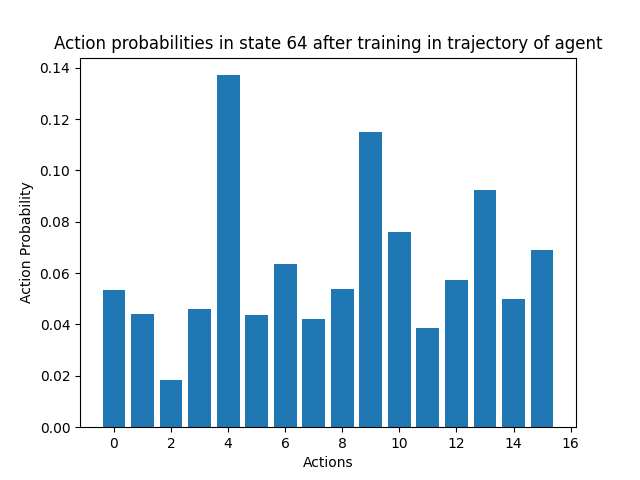 Action probabilities in state 64 after training in trajectory of agent
0.14
0.12
0.10
0.08
0.06
0.04
0.02
0.00
Action Probability
0 2 4 6 8 10 12 14 16
Actions